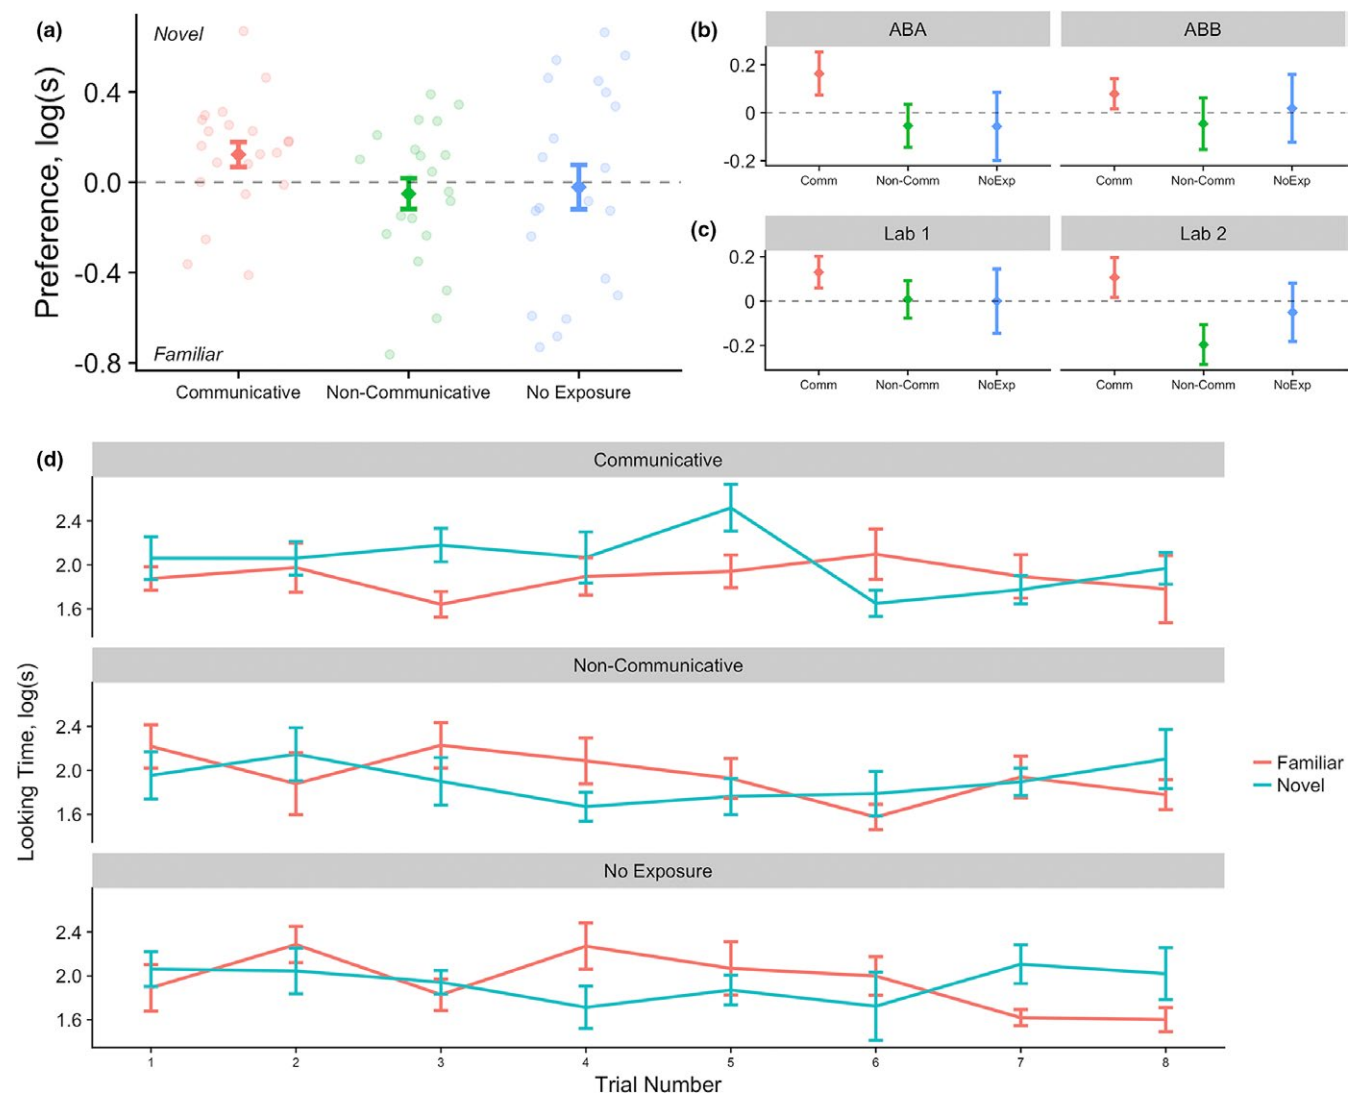 (a)
Novel
Preference, log(s)
0.4
0.0
-0.4
-0.8
Familiar
Communicative Non-Communicative No Exposure
(b)
ABA ABB
0.2
0
-0.2
Comm Non-Comm NoExp Comm Non-Comm NoExp
(c)
Lab 1 Lab 2
0.2
0
-0.2
Comm Non-Comm NoExp Comm Non-Comm NoExp
(d)
Communicative
2.4
2.0
1.6
Non-Communicative
Looking Time, log(s)
2.4
2.0
1.6
Familiar
Novel
No Exposure
2.4
2.0
1.6
1 2 3 4 5 6 7 8
Trial Number